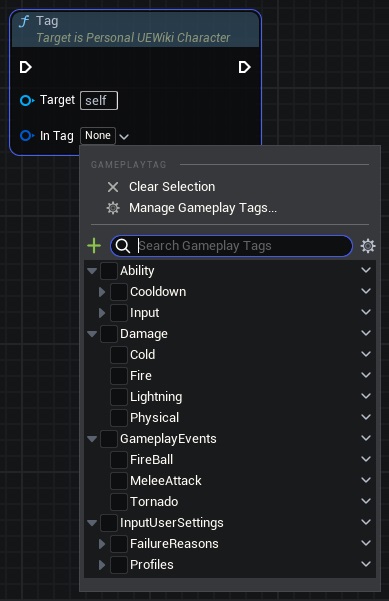 f Tag
Target is Personal UEWiki Character
Target self
In Tag None
GAMEPLAYTAG
Clear Selection
Manage Gameplay Tags...
Search Gameplay Tags
Ability
Cooldown
Input
Damage
Cold
Fire
Lightning
Physical
GameplayEvents
FireBall
MeleeAttack
Tornado
InputUserSettings
FailureReasons
Profiles